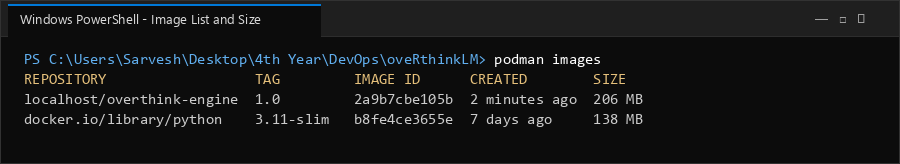 Windows PowerShell - Image List and Size
PS C:\Users\Sarvesh\Desktop\4th Year\DevOps\oveRthinkLM> podman images
REPOSITORY TAG IMAGE ID CREATED SIZE
localhost/overthink-engine 1.0 2a9b7cbe105b 2 minutes ago 206 MB
docker.io/library/python 3.11-slim b8fe4ce3655e 7 days ago 138 MB